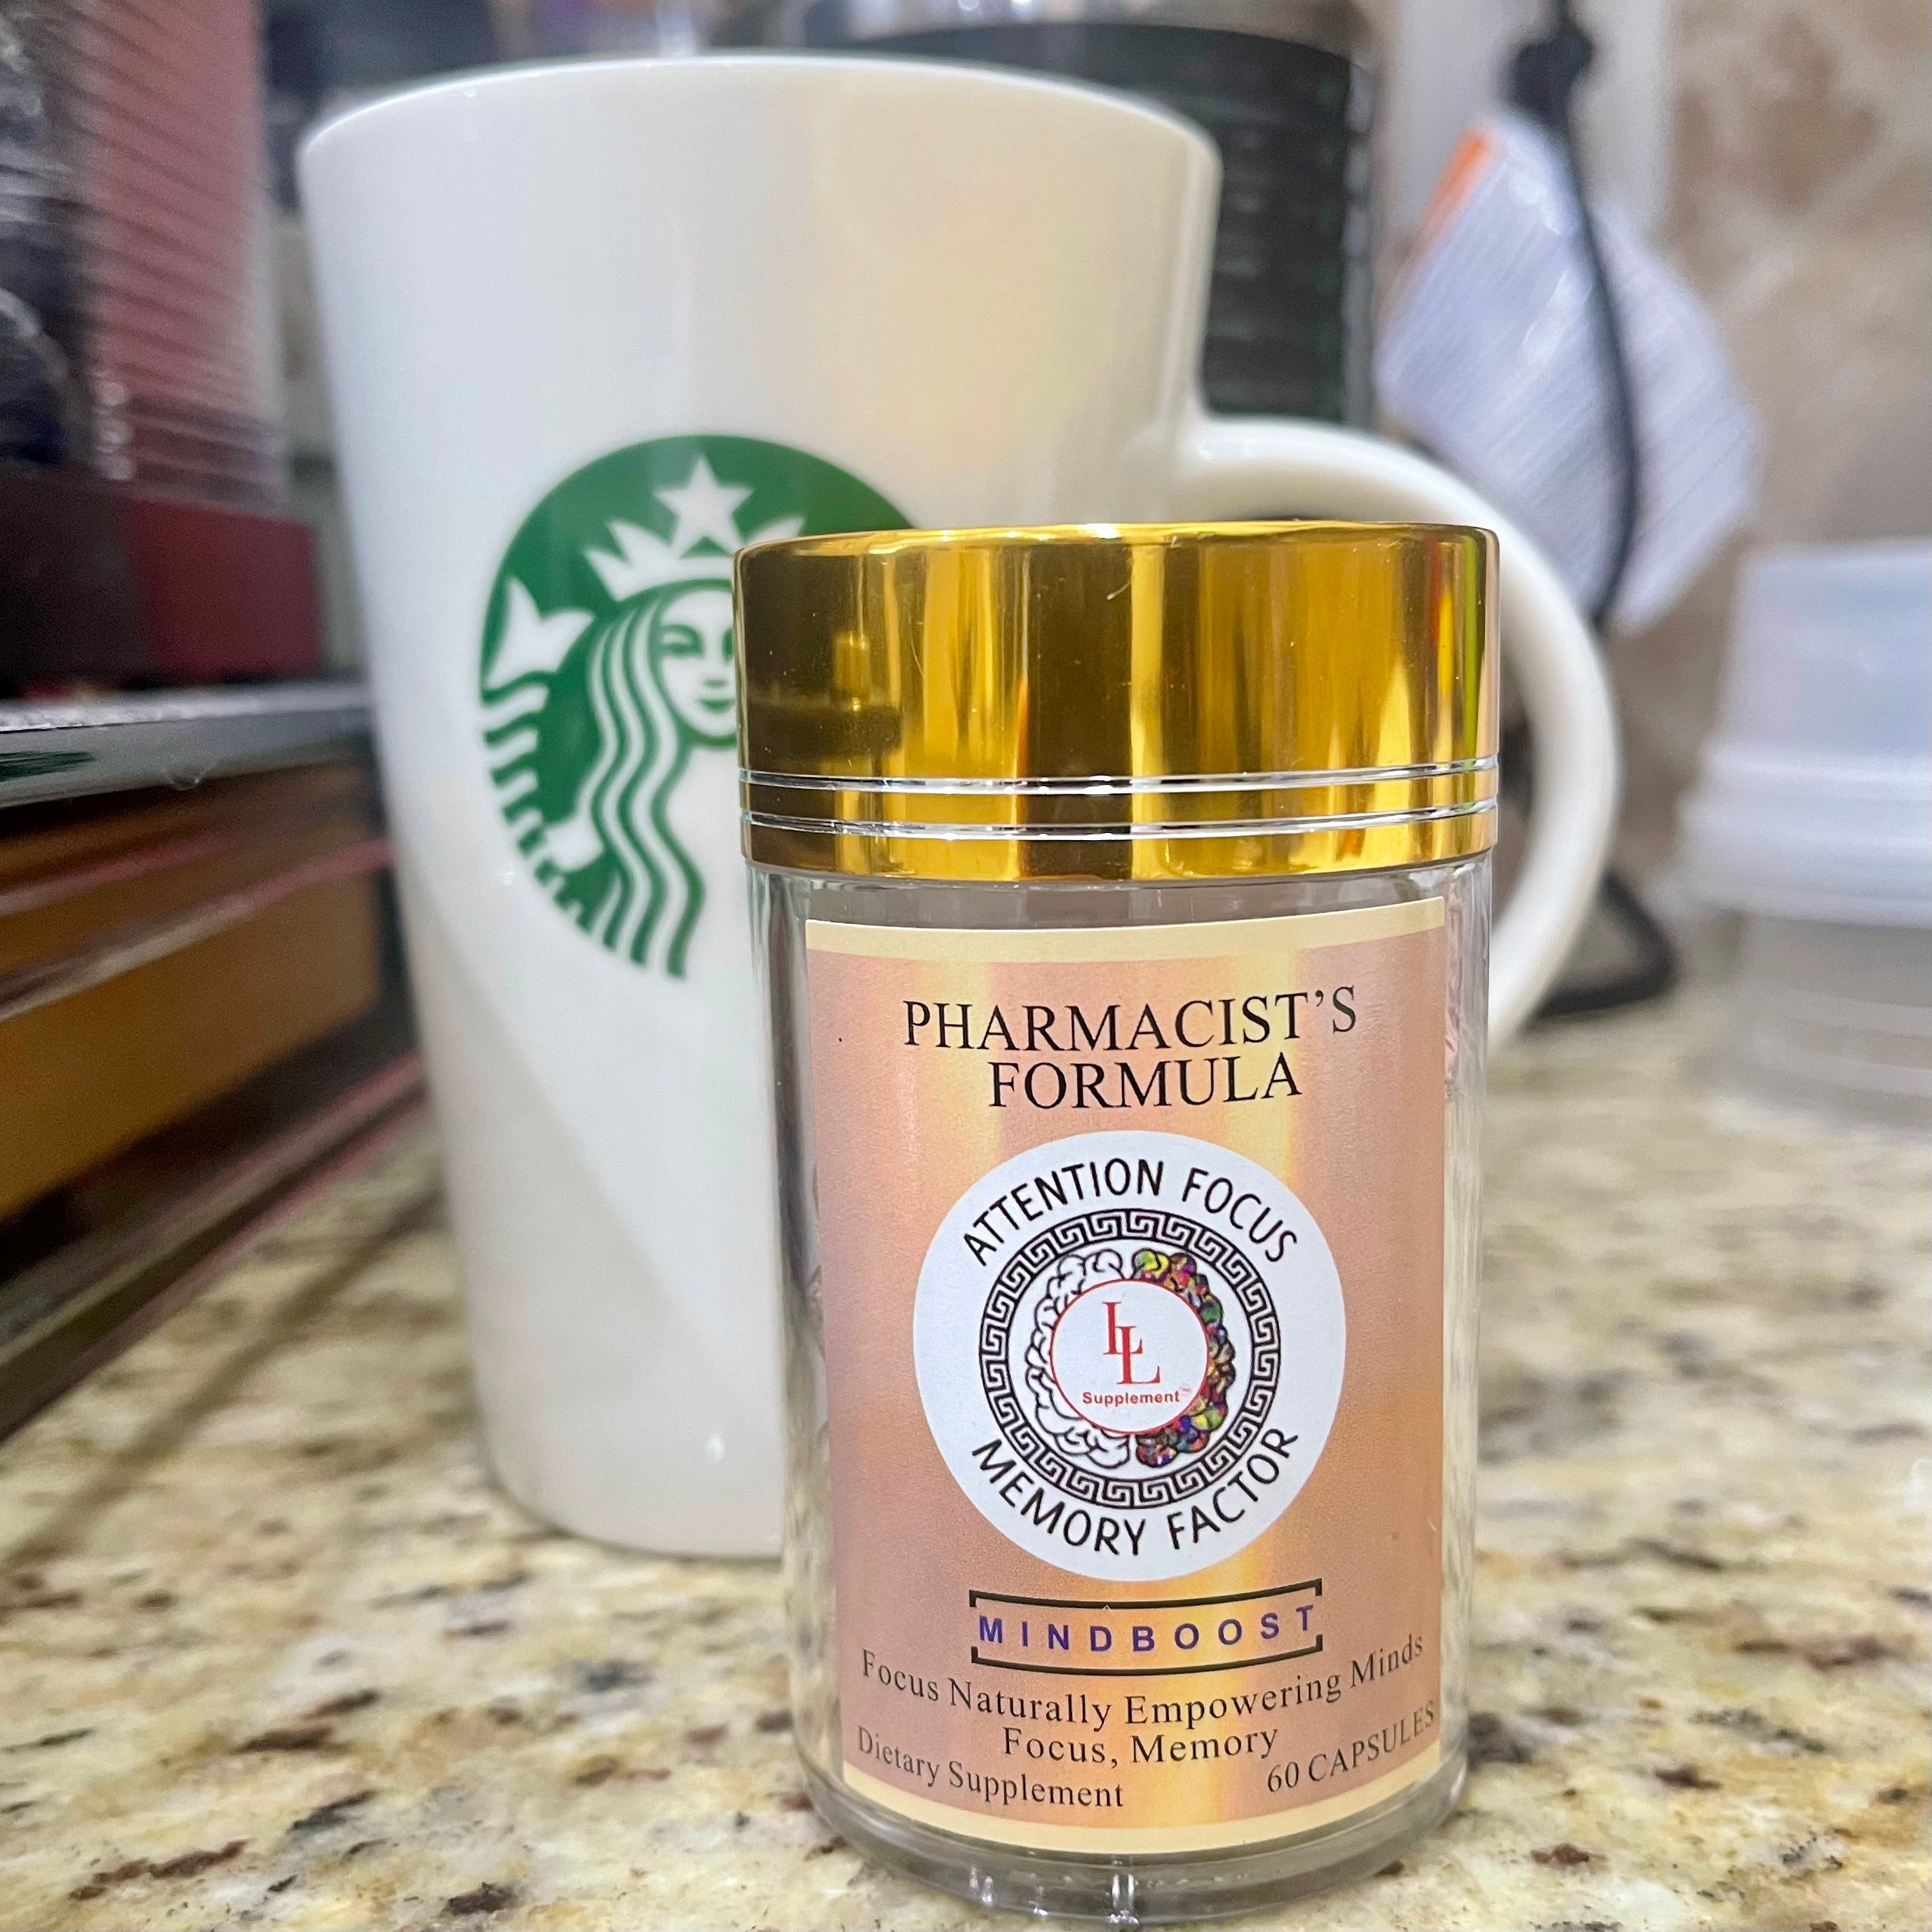 PHARMACIST'S
FORMULA
ATTENTION FOCUS
LL
Supplement
MEMORY FACTOR
MINDBOOST
Focus Naturally Empowering Minds
Focus, Memory
Dietary Supplement
60 CAPSULES